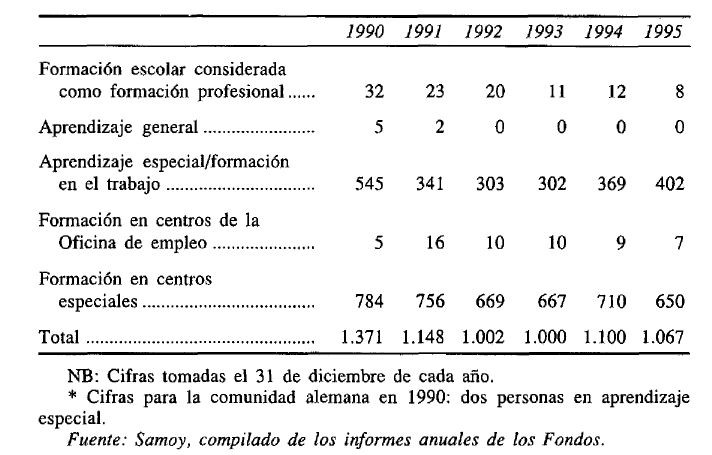 1990 1991 1992 1993 1994 1995
Formación escolar considerada
como formación profesional ...... 32 23 20 11 12 8
Aprendizaje general ..................... 5 2 0 0 0 0
Aprendizaje especial/formación
en el trabajo ............................ 545 341 303 302 369 402
Formación en centros de la
Oficina de empleo ..................... 5 16 10 10 9 7
Formación en centros
especiales ................................ 784 756 669 667 710 650
Total .......................................... 1.371 1.148 1.002 1.000 1.100 1.067
NB: Cifras tomadas el 31 de diciembre de cada año.
* Cifras para la comunidad alemana en 1990: dos personas en aprendizaje
especial.
Fuente: Samoy, compilado de los informes anuales de los Fondos.